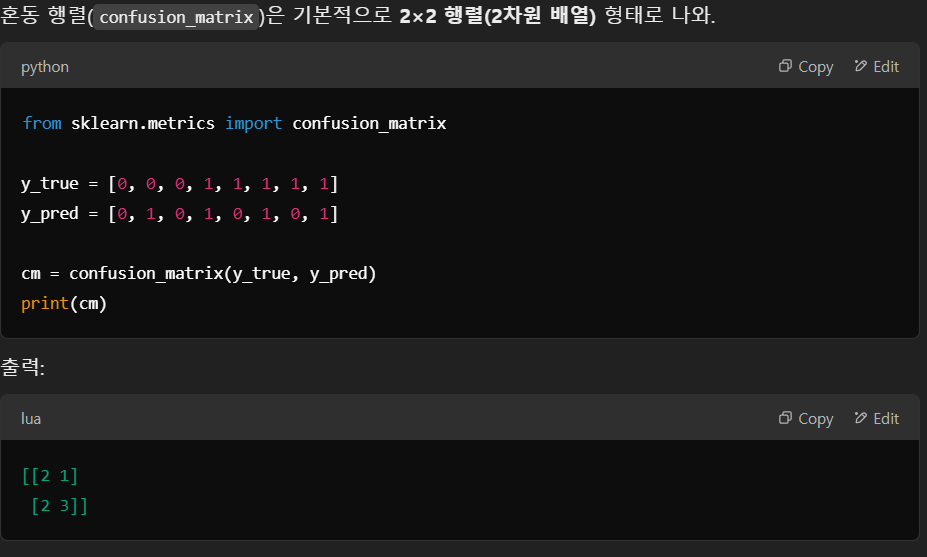 혼동 행렬(confusion_matrix)은 기본적으로 2×2 행렬(2차원 배열) 형태로 나와.
python
Copy
Edit
from sklearn.metrics import confusion_matrix
y_true = [0, 0, 0, 1, 1, 1, 1, 1]
y_pred = [0, 1, 0, 1, 0, 1, 0, 1]
cm = confusion_matrix(y_true, y_pred)
print(cm)
출력:
lua
Copy
Edit
[[2 1]
 [2 3]]